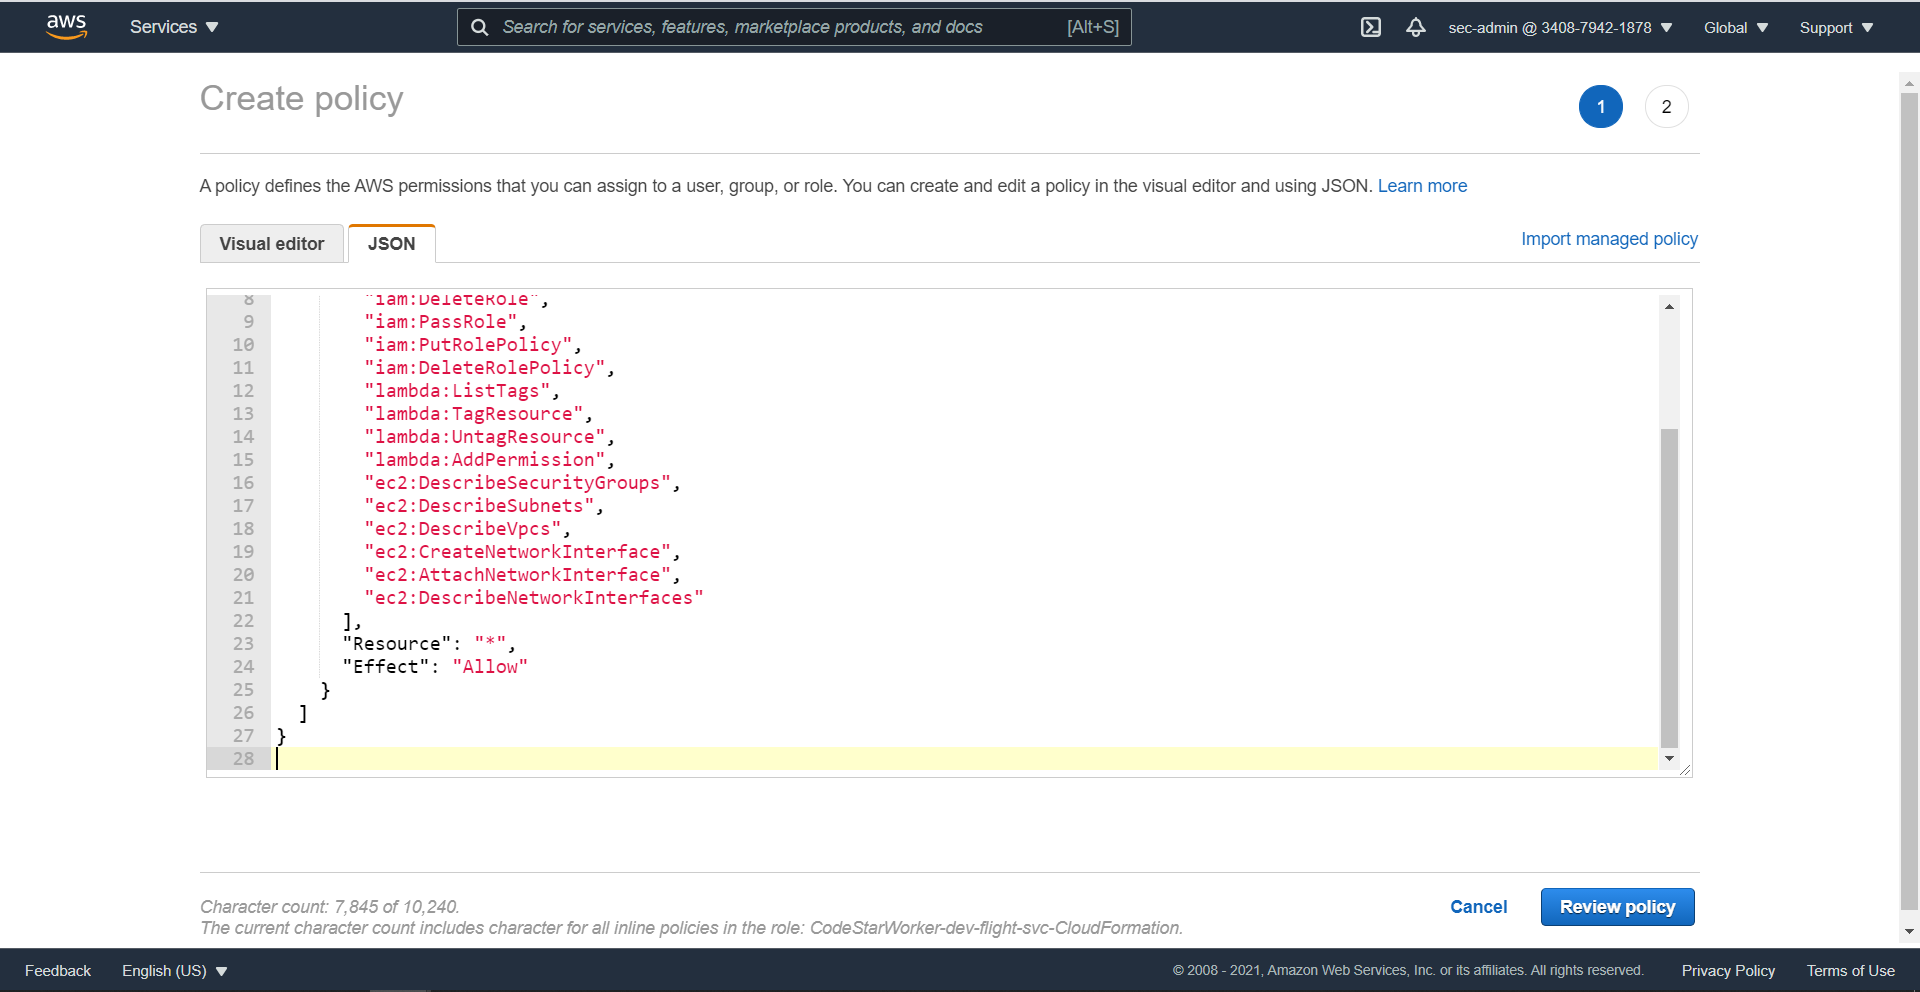 aws
Services
Search for services, features, marketplace products, and docs [Alt+S]
sec-admin @ 3408-7942-1878
Global
Support
Create policy
1
2
A policy defines the AWS permissions that you can assign to a user, group, or role. You can create and edit a policy in the visual editor and using JSON. Learn more
Visual editor
JSON
Import managed policy
8 "iam:DeleteRole",
9 "iam:PassRole",
10 "iam:PutRolePolicy",
11 "iam:DeleteRolePolicy",
12 "lambda:ListTags",
13 "lambda:TagResource",
14 "lambda:UntagResource",
15 "lambda:AddPermission",
16 "ec2:DescribeSecurityGroups",
17 "ec2:DescribeSubnets",
18 "ec2:DescribeVpcs",
19 "ec2:CreateNetworkInterface",
20 "ec2:AttachNetworkInterface",
21 "ec2:DescribeNetworkInterfaces"
22 ],
23 "Resource": "*",
24 "Effect": "Allow"
25 }
26 ]
27 }
28
Character count: 7,845 of 10,240.
The current character count includes character for all inline policies in the role: CodeStarWorker-dev-flight-svc-CloudFormation.
Cancel
Review policy
Feedback
English (US)
© 2008 - 2021, Amazon Web Services, Inc. or its affiliates. All rights reserved.
Privacy Policy
Terms of Use